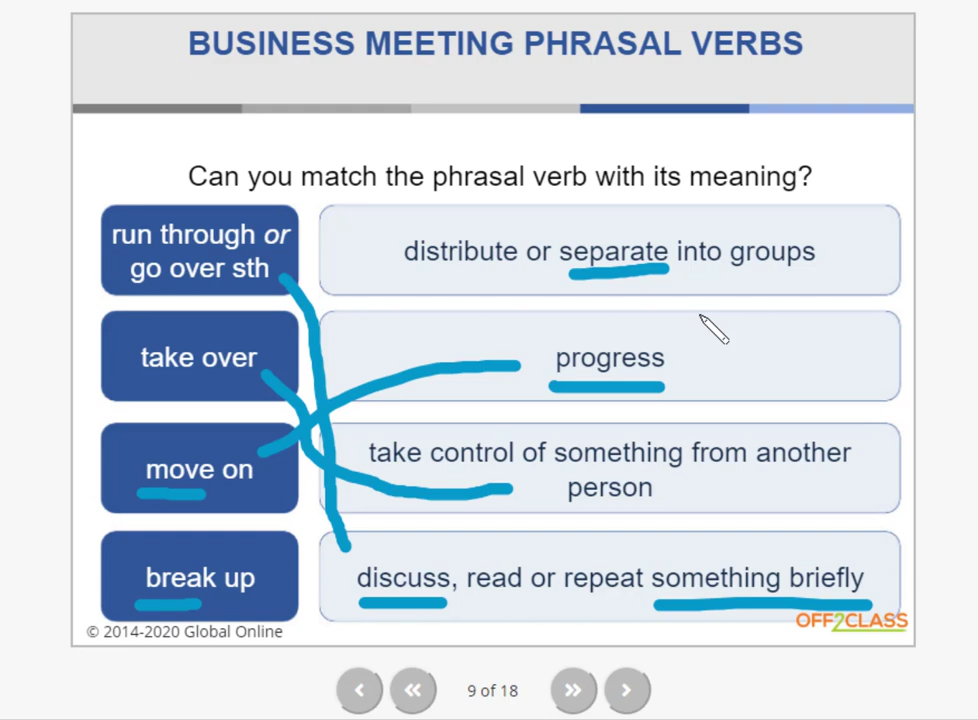 BUSINESS MEETING PHRASAL VERBS
Can you match the phrasal verb with its meaning?
run through or
go over sth
distribute or separate into groups
take over
progress
move on
take control of something from another
person
break up
discuss, read or repeat something briefly
© 2014-2020 Global Online
OFF2CLASS
9 of 18